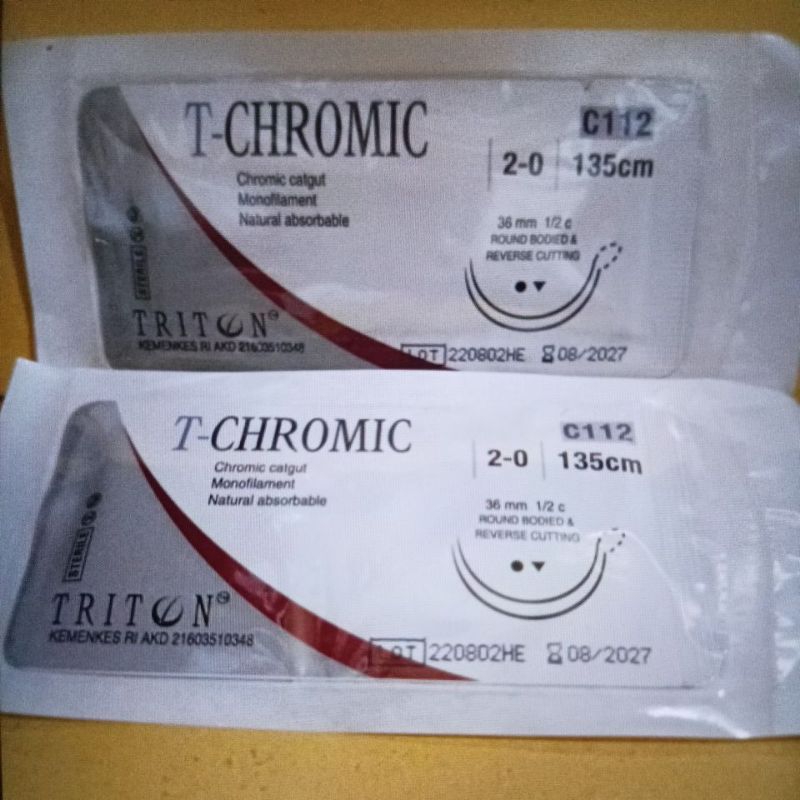 T-CHROMIC
Chromic catgut
Monofilament
Natural absorbable
C112
2-0 135cm
36 mm 1/2 c
ROUND BODIED &
REVERSE CUTTING
STERILE
TRITON®
KEMENKES RI AKD 21603510348
LOT 220802HE 08/2027
T-CHROMIC
Chromic catgut
Monofilament
Natural absorbable
C112
2-0 135cm
36 mm 1/2 c
ROUND BODIED &
REVERSE CUTTING
STERILE
TRITON®
KEMENKES RI AKD 21603510348
LOT 220802HE 08/2027